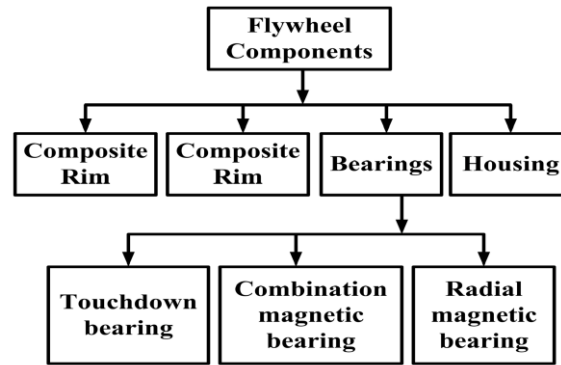 Flywheel
Components
Composite
Rim
Composite
Rim
Bearings
Housing
Touchdown
bearing
Combination
magnetic
bearing
Radial
magnetic
bearing